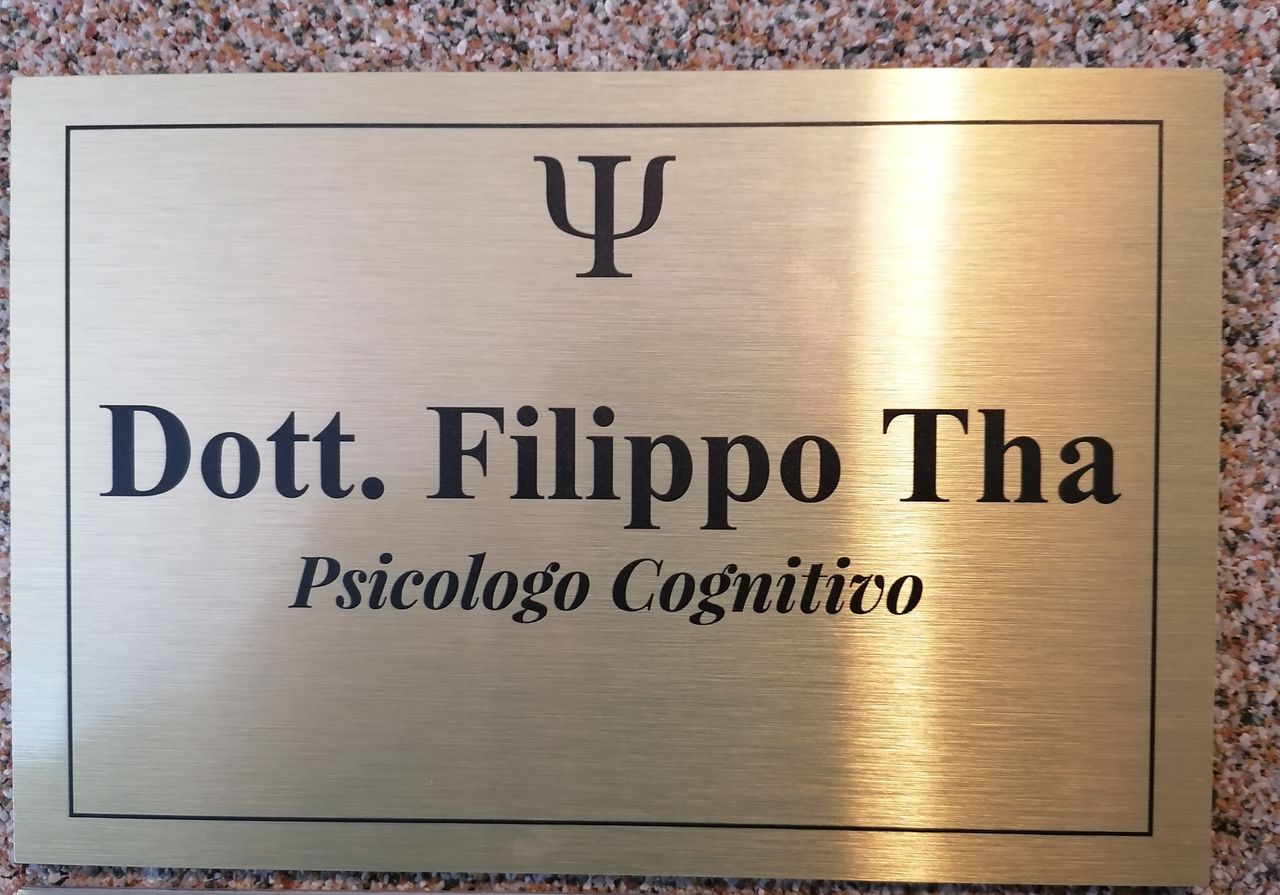 Ψ
Dott. Filippo Tha
Psicologo Cognitivo